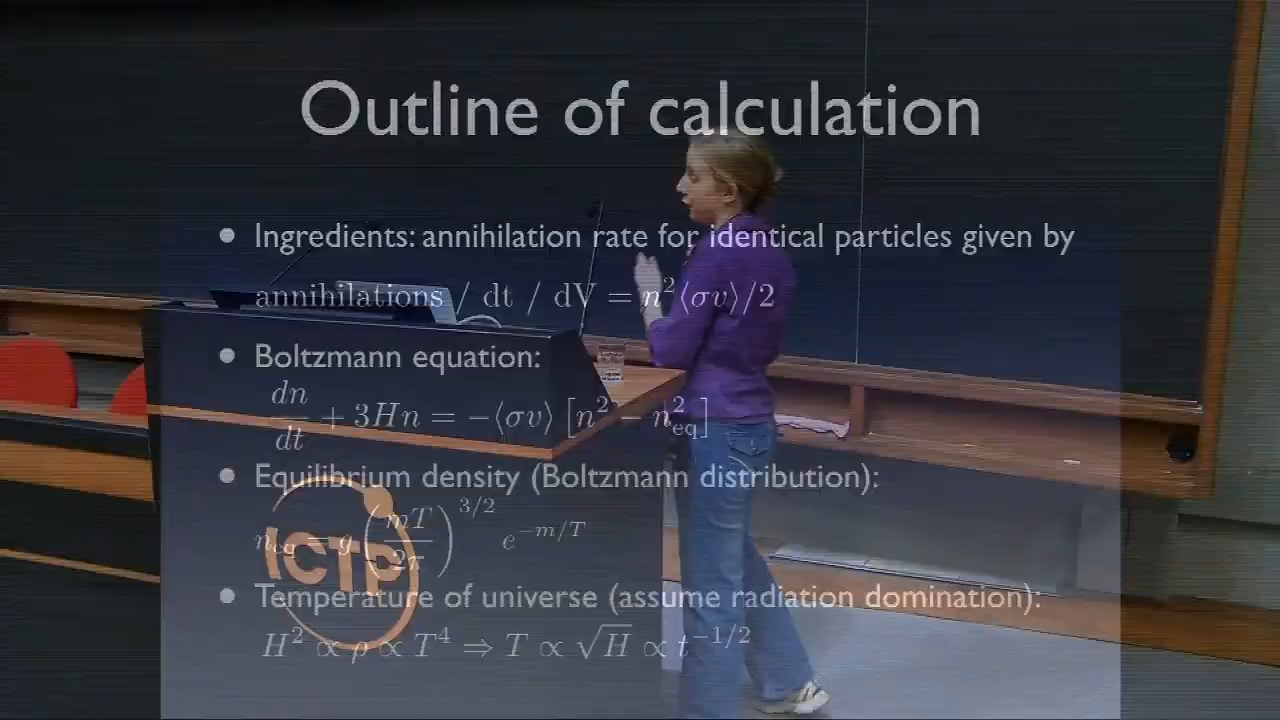 Outline of calculation
• Ingredients: annihilation rate for identical particles given by
annihilations / dt / dV = n²⟨σv⟩/2
• Boltzmann equation:
dn/dt + 3Hn = −⟨σv⟩ [n² − n²_eq]
• Equilibrium density (Boltzmann distribution):
n_eq = g (mT/2π)^{3/2} e^{−m/T}
ICTP
• Temperature of universe (assume radiation domination):
H² ∝ ρ ∝ T⁴ ⇒ T ∝ √H ∝ t^{−1/2}